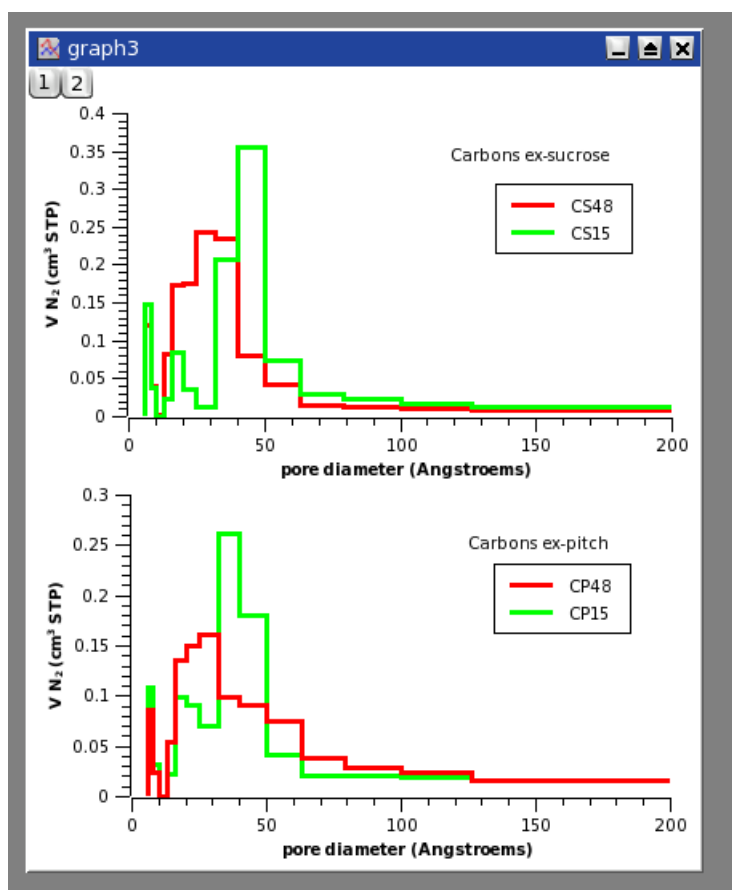 graph3
1 2
0.4
0.35
0.3
0.25
0.2
0.15
0.1
0.05
0
V N₂ (cm³ STP)
Carbons ex-sucrose
CS48
CS15
0 50 100 150 200
pore diameter (Angstroems)
0.3
0.25
0.2
0.15
0.1
0.05
0
V N₂ (cm³ STP)
Carbons ex-pitch
CP48
CP15
0 50 100 150 200
pore diameter (Angstroems)